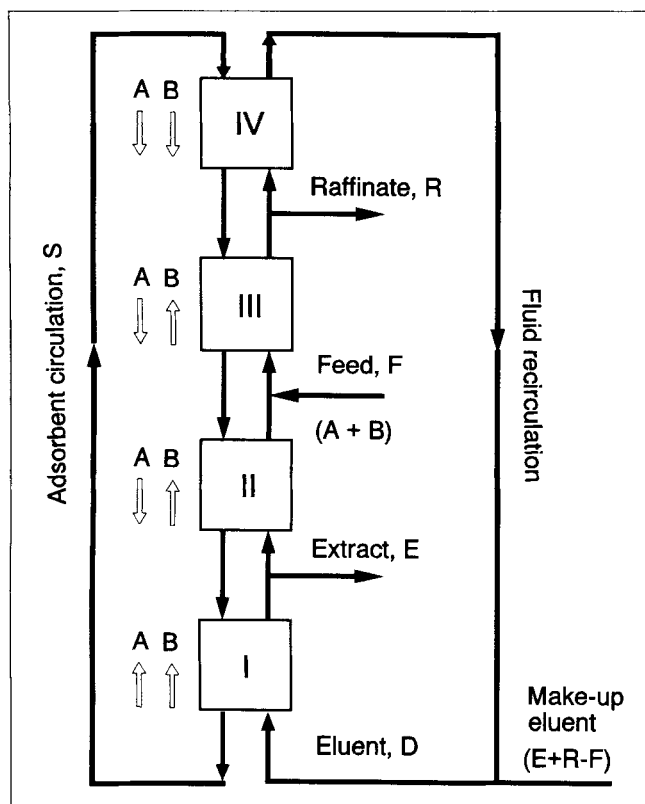 A B
IV
Raffinate, R
Adsorbent circulation, S
A B
III
Feed, F
(A + B)
Fluid recirculation
A B
II
Extract, E
A B
I
Eluent, D
Make-up
eluent
(E+R-F)